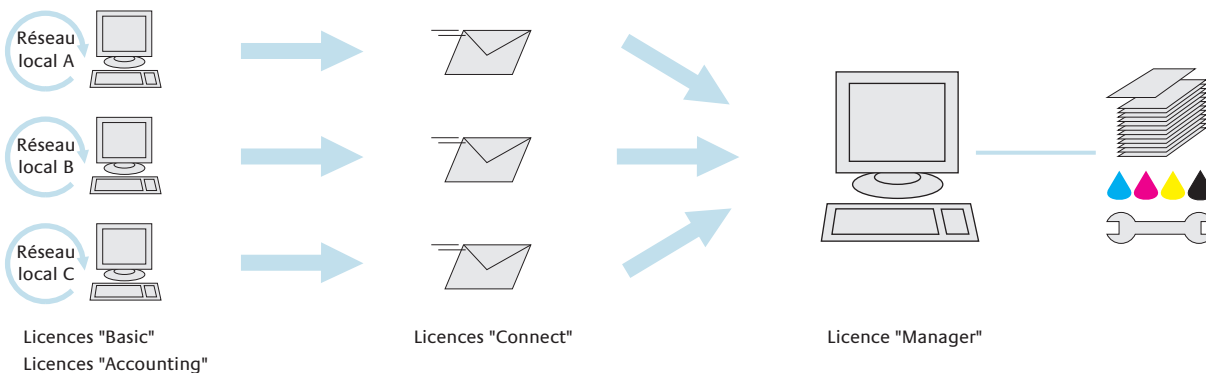 Réseau
local A
Réseau
local B
Réseau
local C
Licences "Basic"
Licences "Accounting"
Licences "Connect"
Licence "Manager"